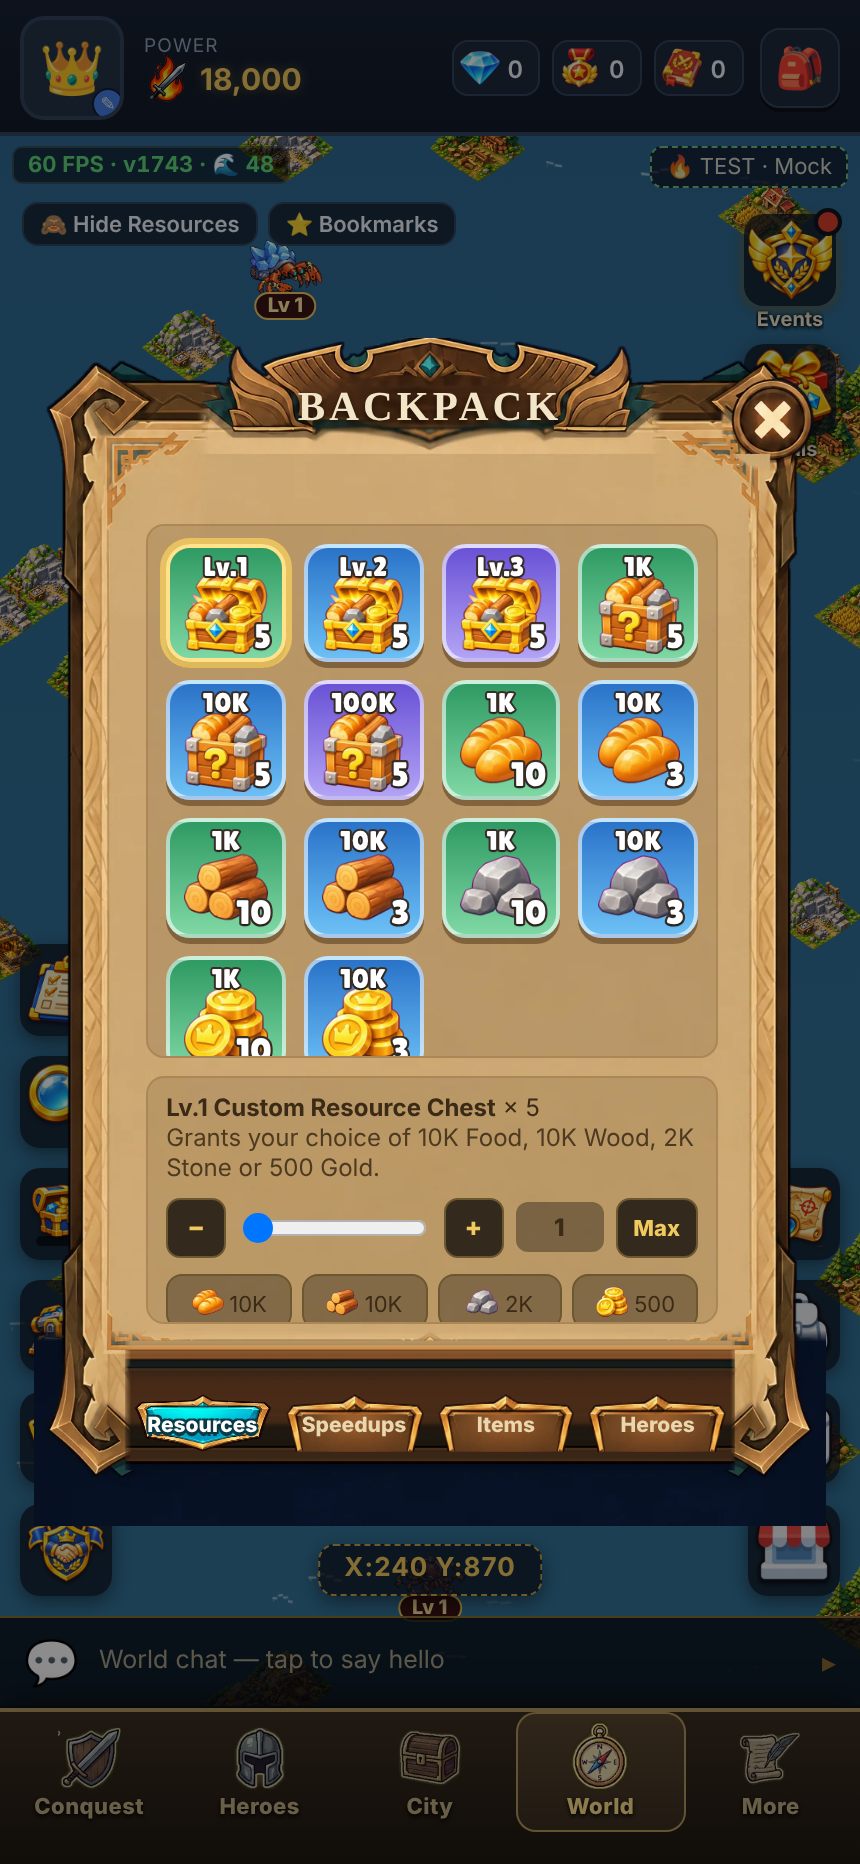 POWER
18,000
0
0
0
60 FPS · v1743 · 🌊 48
🔥 TEST · Mock
🙈 Hide Resources
⭐ Bookmarks
Lv 1
Events
BACKPACK
Lv.1
5
Lv.2
5
Lv.3
5
1K
?
5
10K
?
5
100K
?
5
1K
10
10K
3
1K
10
10K
3
1K
10
10K
3
1K
10
10K
3
Lv.1 Custom Resource Chest × 5
Grants your choice of 10K Food, 10K Wood, 2K
Stone or 500 Gold.
−
+
1
Max
10K
10K
2K
500
Resources
Speedups
Items
Heroes
X:240 Y:870
Lv 1
World chat — tap to say hello
Conquest
Heroes
City
World
More